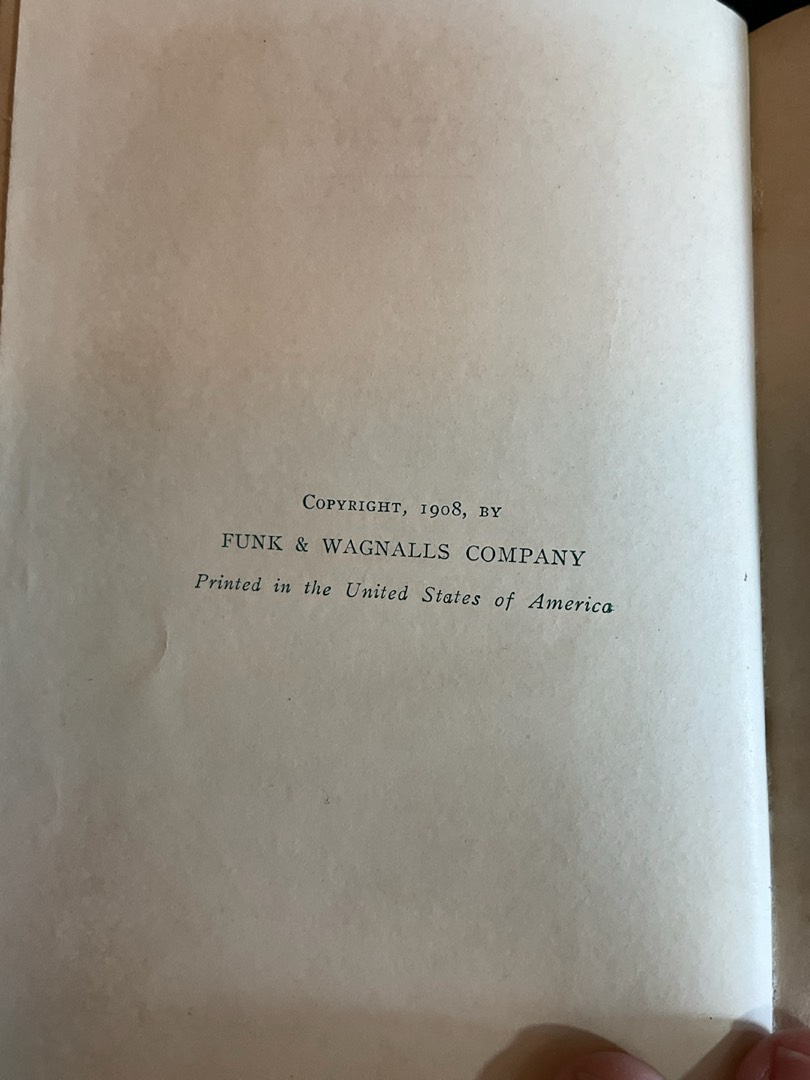 Copyright, 1908, by
FUNK & WAGNALLS COMPANY
Printed in the United States of America